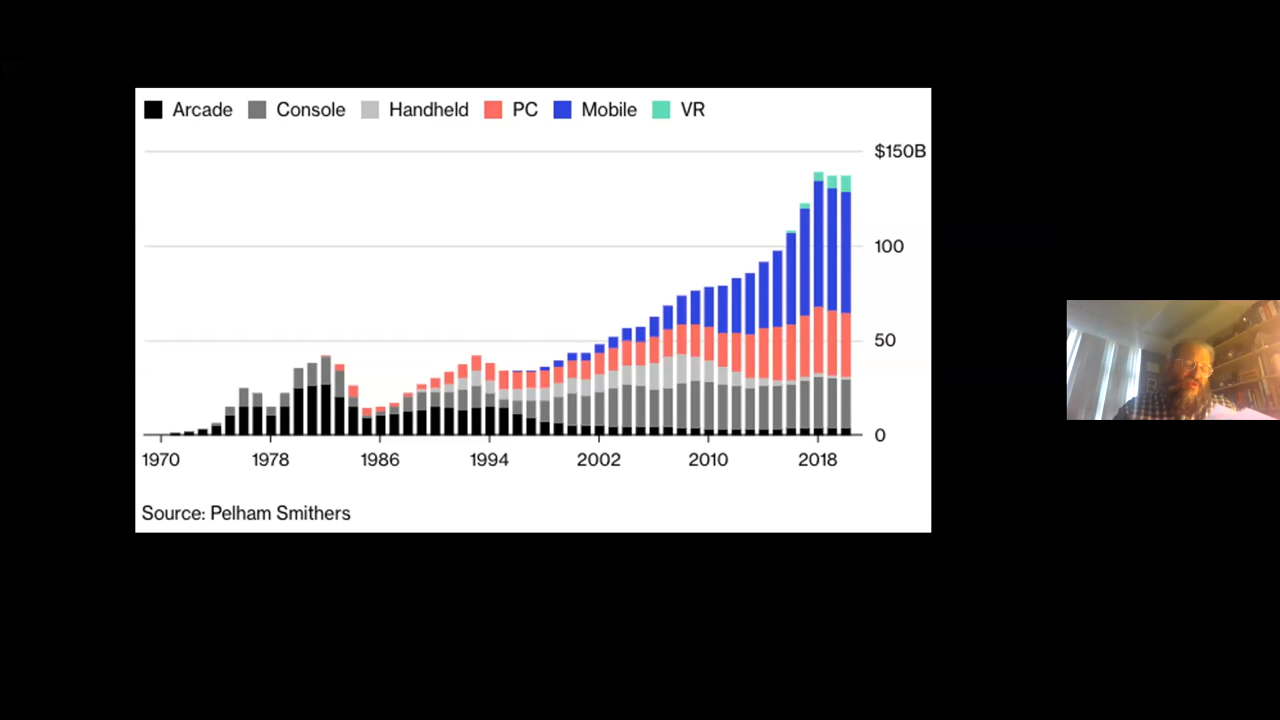 Arcade Console Handheld PC Mobile VR
$150B
100
50
0
1970 1978 1986 1994 2002 2010 2018
Source: Pelham Smithers